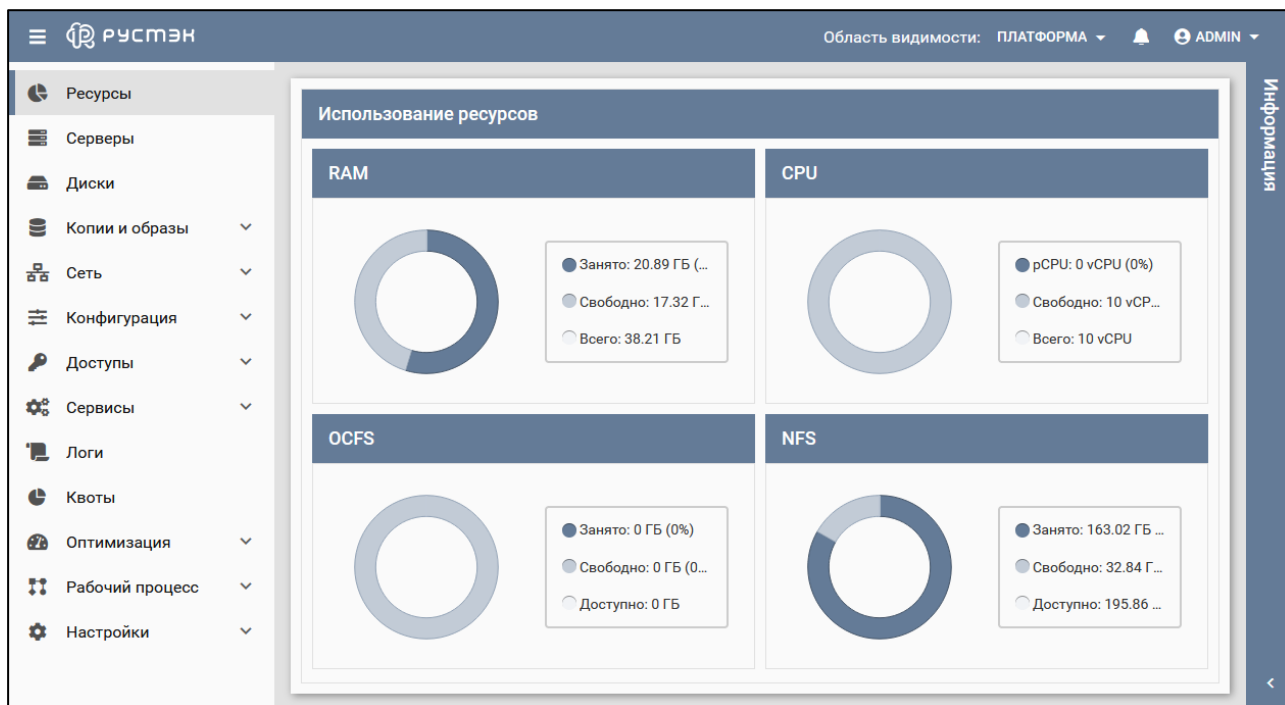 РУСТЭК
Область видимости: ПЛАТФОРМА
ADMIN
Ресурсы
Серверы
Диски
Копии и образы
Сеть
Конфигурация
Доступы
Сервисы
Логи
Квоты
Оптимизация
Рабочий процесс
Настройки
Использование ресурсов
RAM
Занято: 20.89 ГБ (...
Свободно: 17.32 Г...
Всего: 38.21 ГБ
CPU
pCPU: 0 vCPU (0%)
Свободно: 10 vCP...
Всего: 10 vCPU
OCFS
Занято: 0 ГБ (0%)
Свободно: 0 ГБ (0...
Доступно: 0 ГБ
NFS
Занято: 163.02 ГБ ...
Свободно: 32.84 Г...
Доступно: 195.86 ...
Информация